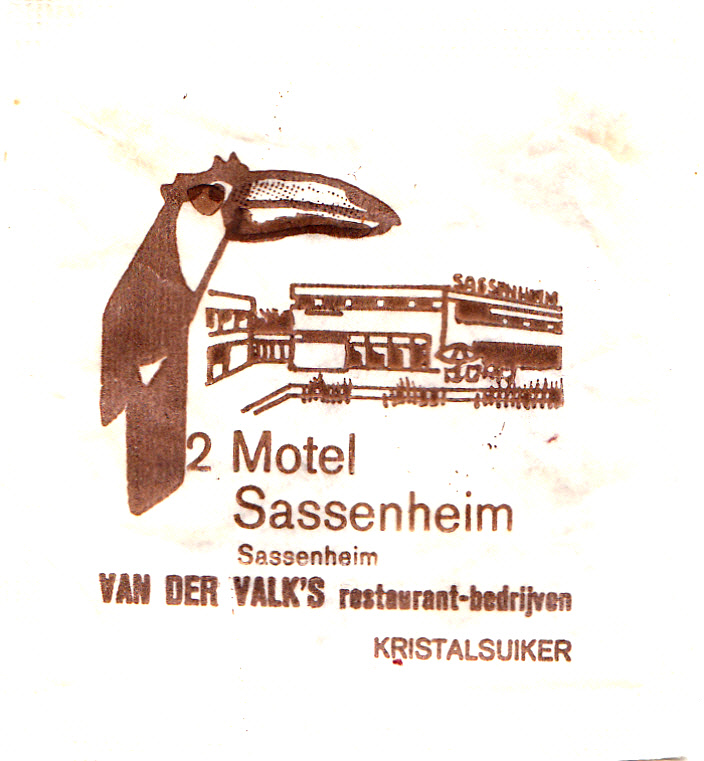 SASSENHEIM
2 Motel
Sassenheim
Sassenheim
VAN DER VALK'S restaurant-bedrijven
KRISTALSUIKER